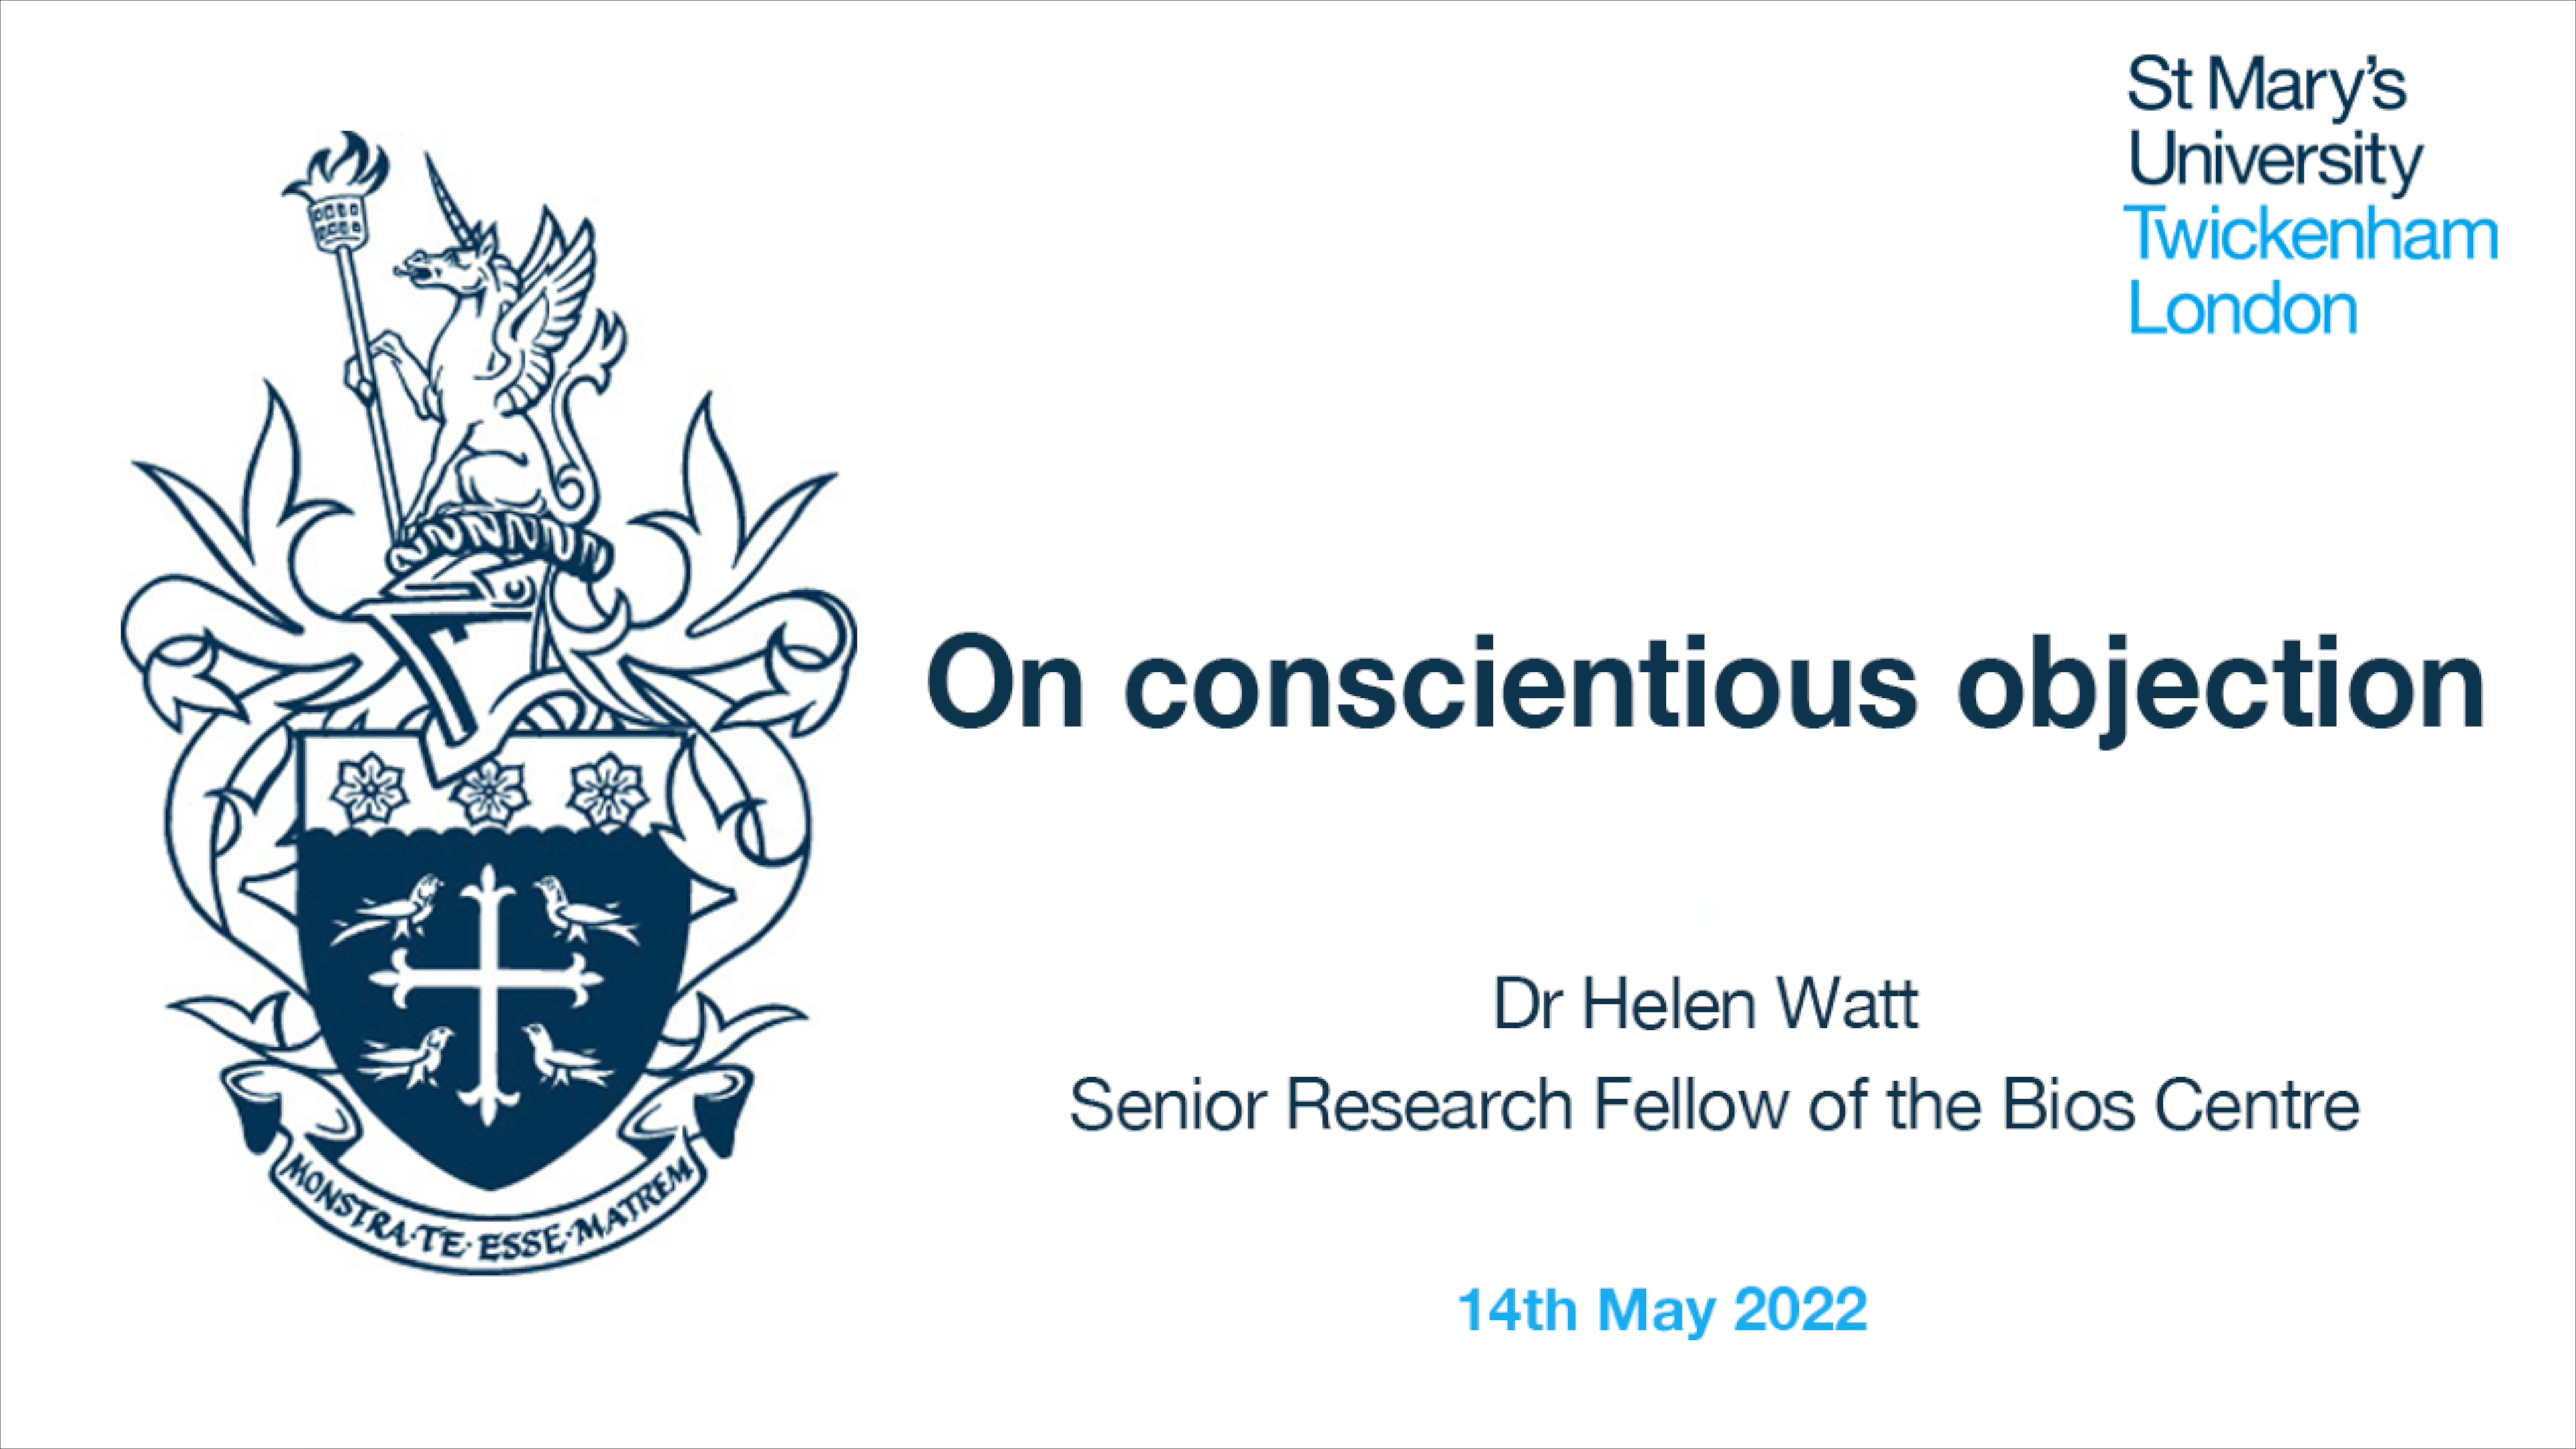 St Mary's
University
Twickenham
London
On conscientious objection
Dr Helen Watt
Senior Research Fellow of the Bios Centre
14th May 2022
MONSTRA·TE·ESSE·MATREM